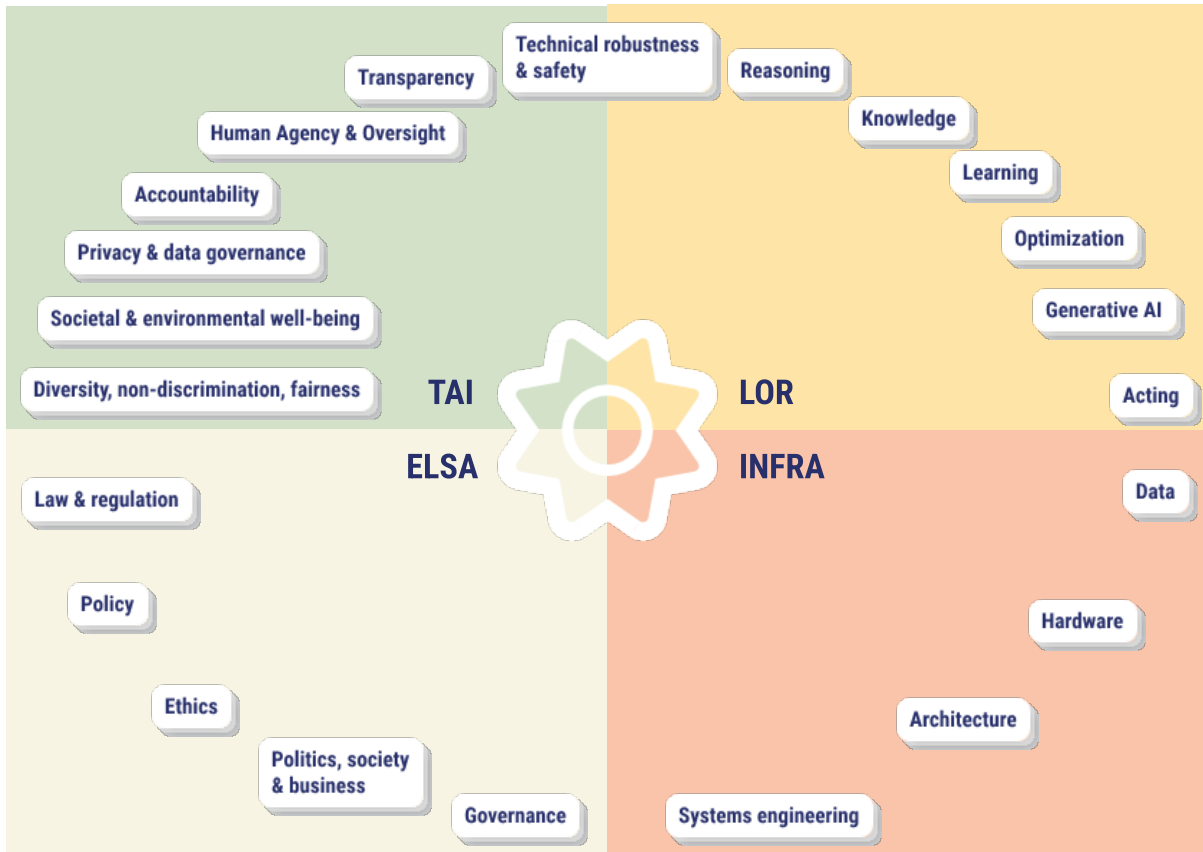 Technical robustness
& safety
Transparency
Human Agency & Oversight
Accountability
Privacy & data governance
Societal & environmental well-being
Diversity, non-discrimination, fairness
TAI
Reasoning
Knowledge
Learning
Optimization
Generative AI
Acting
LOR
ELSA
Law & regulation
Policy
Ethics
Politics, society
& business
Governance
INFRA
Data
Hardware
Architecture
Systems engineering